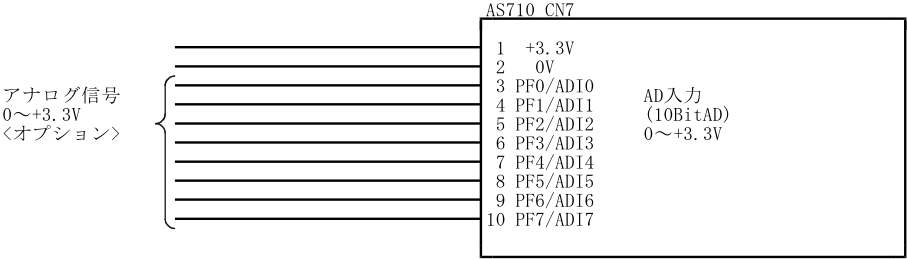 AS710 CN7
1 +3.3V
2 0V
3 PF0/ADI0
4 PF1/ADI1
5 PF2/ADI2
6 PF3/ADI3
7 PF4/ADI4
8 PF5/ADI5
9 PF6/ADI6
10 PF7/ADI7
アナログ信号
0～+3.3V
<オプション>
AD入力
(10BitAD)
0～+3.3V